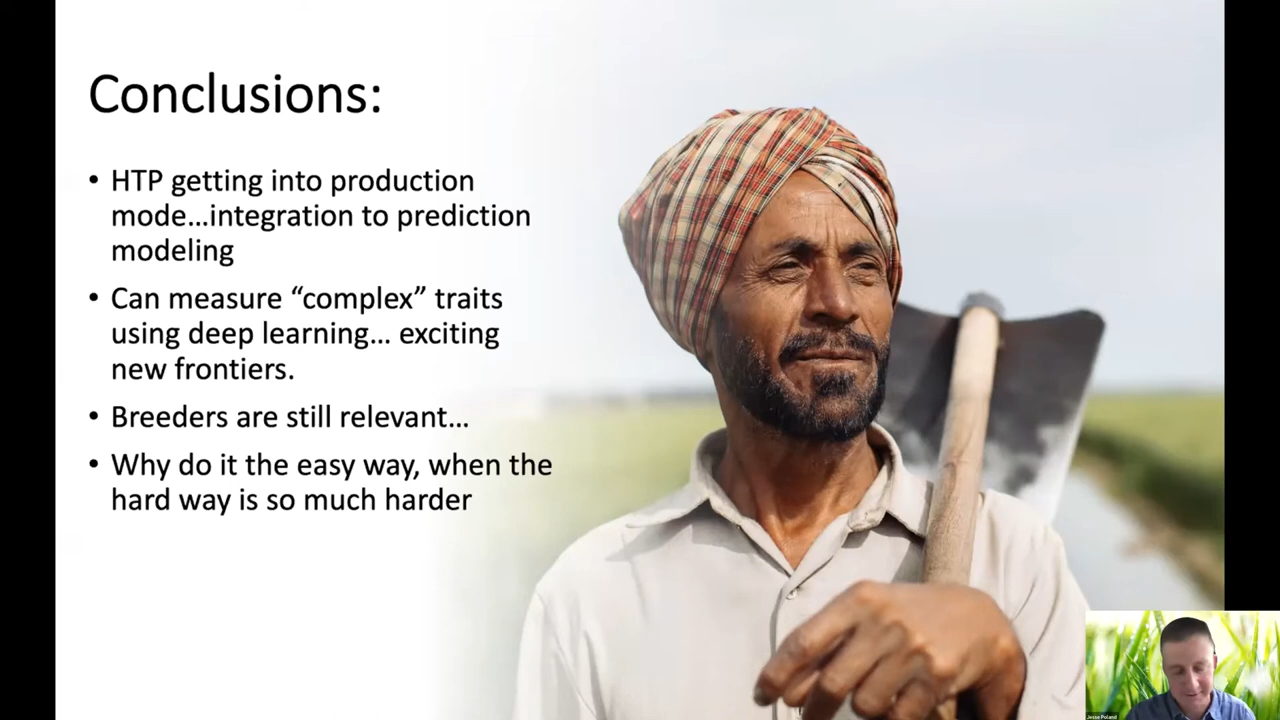 Conclusions:
• HTP getting into production
mode...integration to prediction
modeling
• Can measure “complex” traits
using deep learning... exciting
new frontiers.
• Breeders are still relevant...
• Why do it the easy way, when the
hard way is so much harder
Jesse Poland